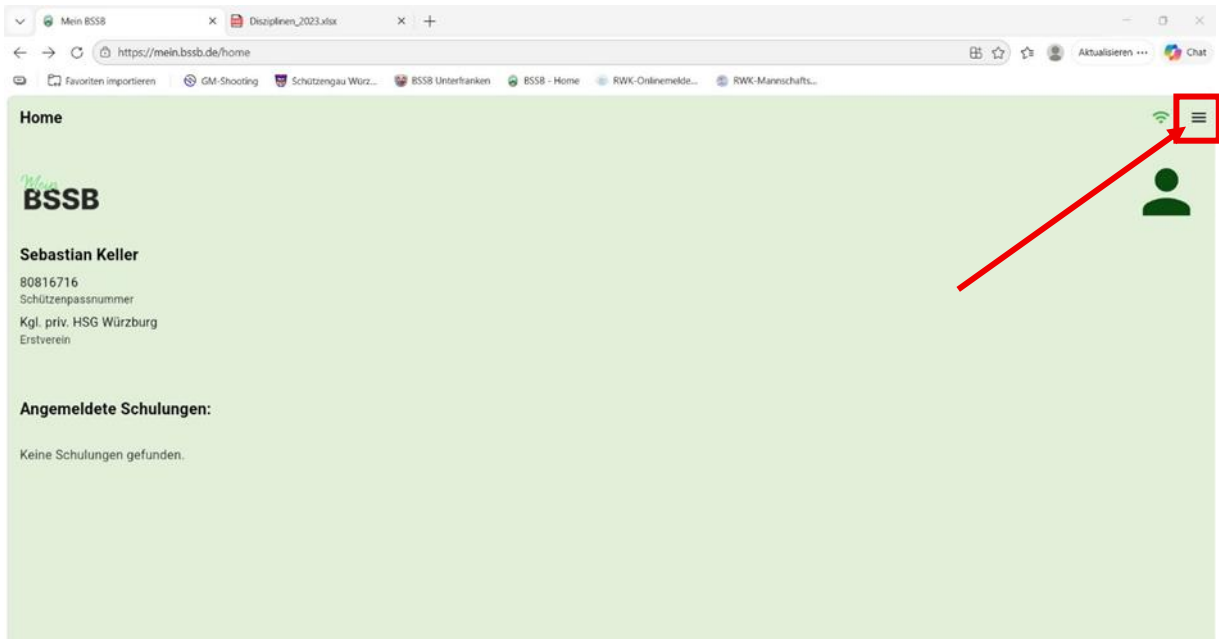 Mein BSSB
Disziplinen_2023.xlsx
https://mein.bssb.de/home
Aktualisieren ...
Chat
Favoriten importieren
GM-Shooting
Schützengau Würz...
BSSB Unterfranken
BSSB - Home
RWK-Onlinemelde...
RWK-Mannschafts...
Home
Mein
BSSB
Sebastian Keller
80816716
Schützenpassnummer
Kgl. priv. HSG Würzburg
Erstverein
Angemeldete Schulungen:
Keine Schulungen gefunden.